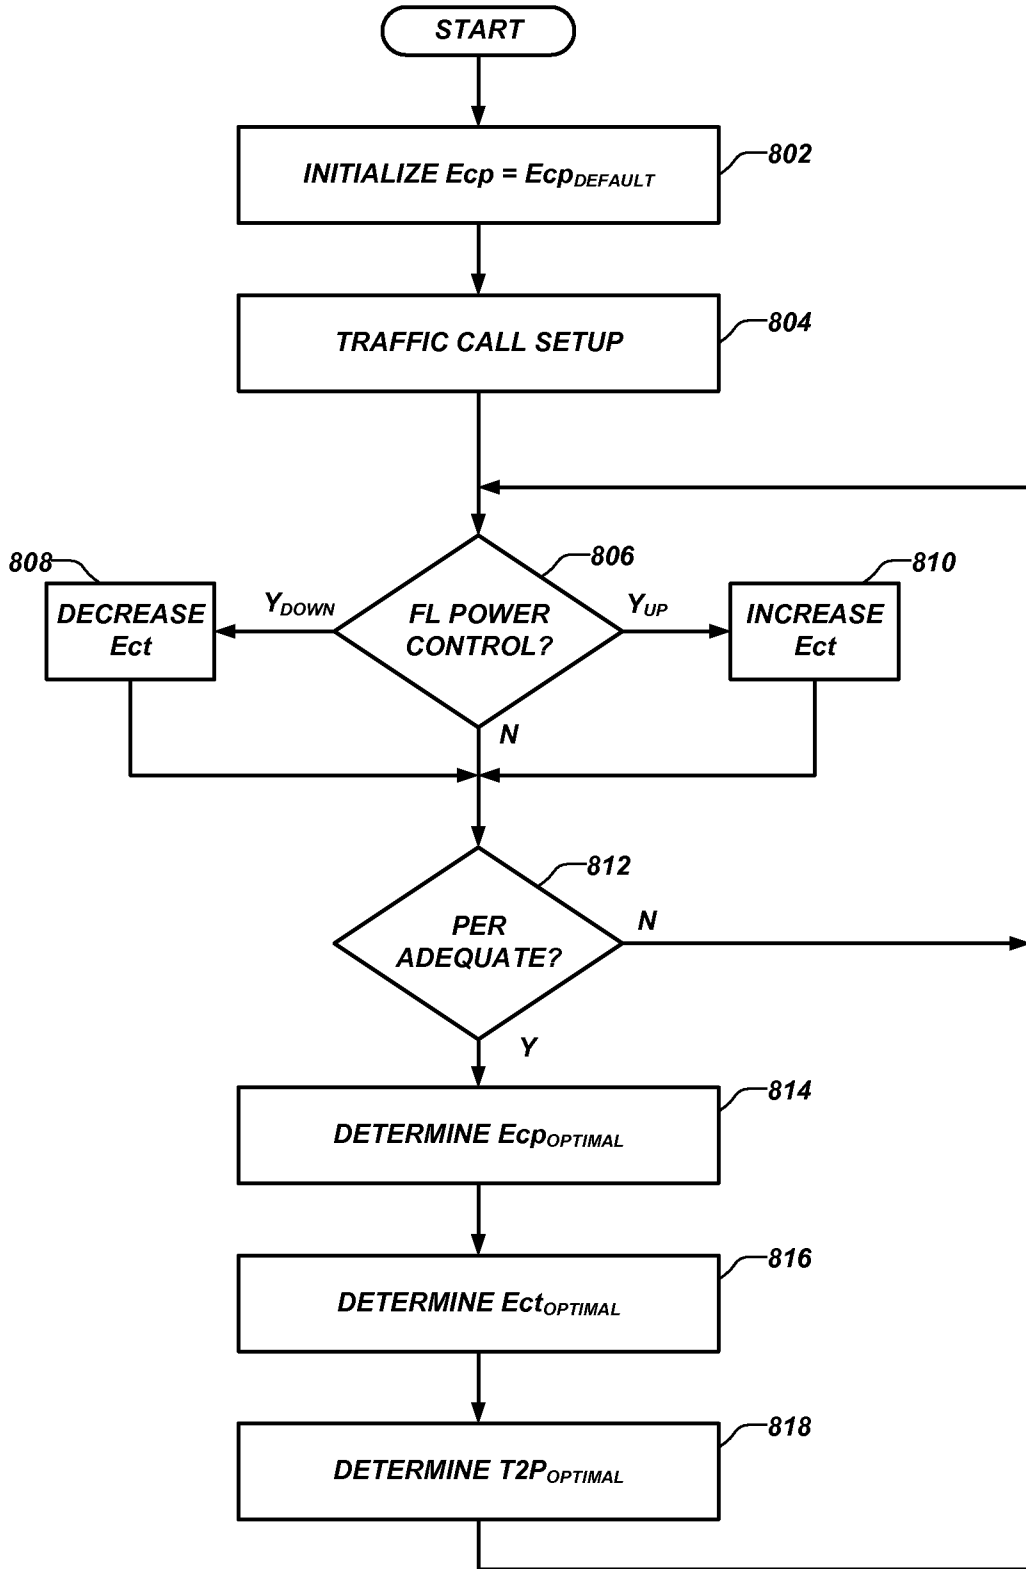 START
802
INITIALIZE Ecp = EcpDEFAULT
804
TRAFFIC CALL SETUP
808
806
810
DECREASE
Ect
YDOWN
FL POWER
CONTROL?
YUP
INCREASE
Ect
N
812
PER
ADEQUATE?
N
Y
814
DETERMINE EcpOPTIMAL
816
DETERMINE EctOPTIMAL
818
DETERMINE T2POPTIMAL